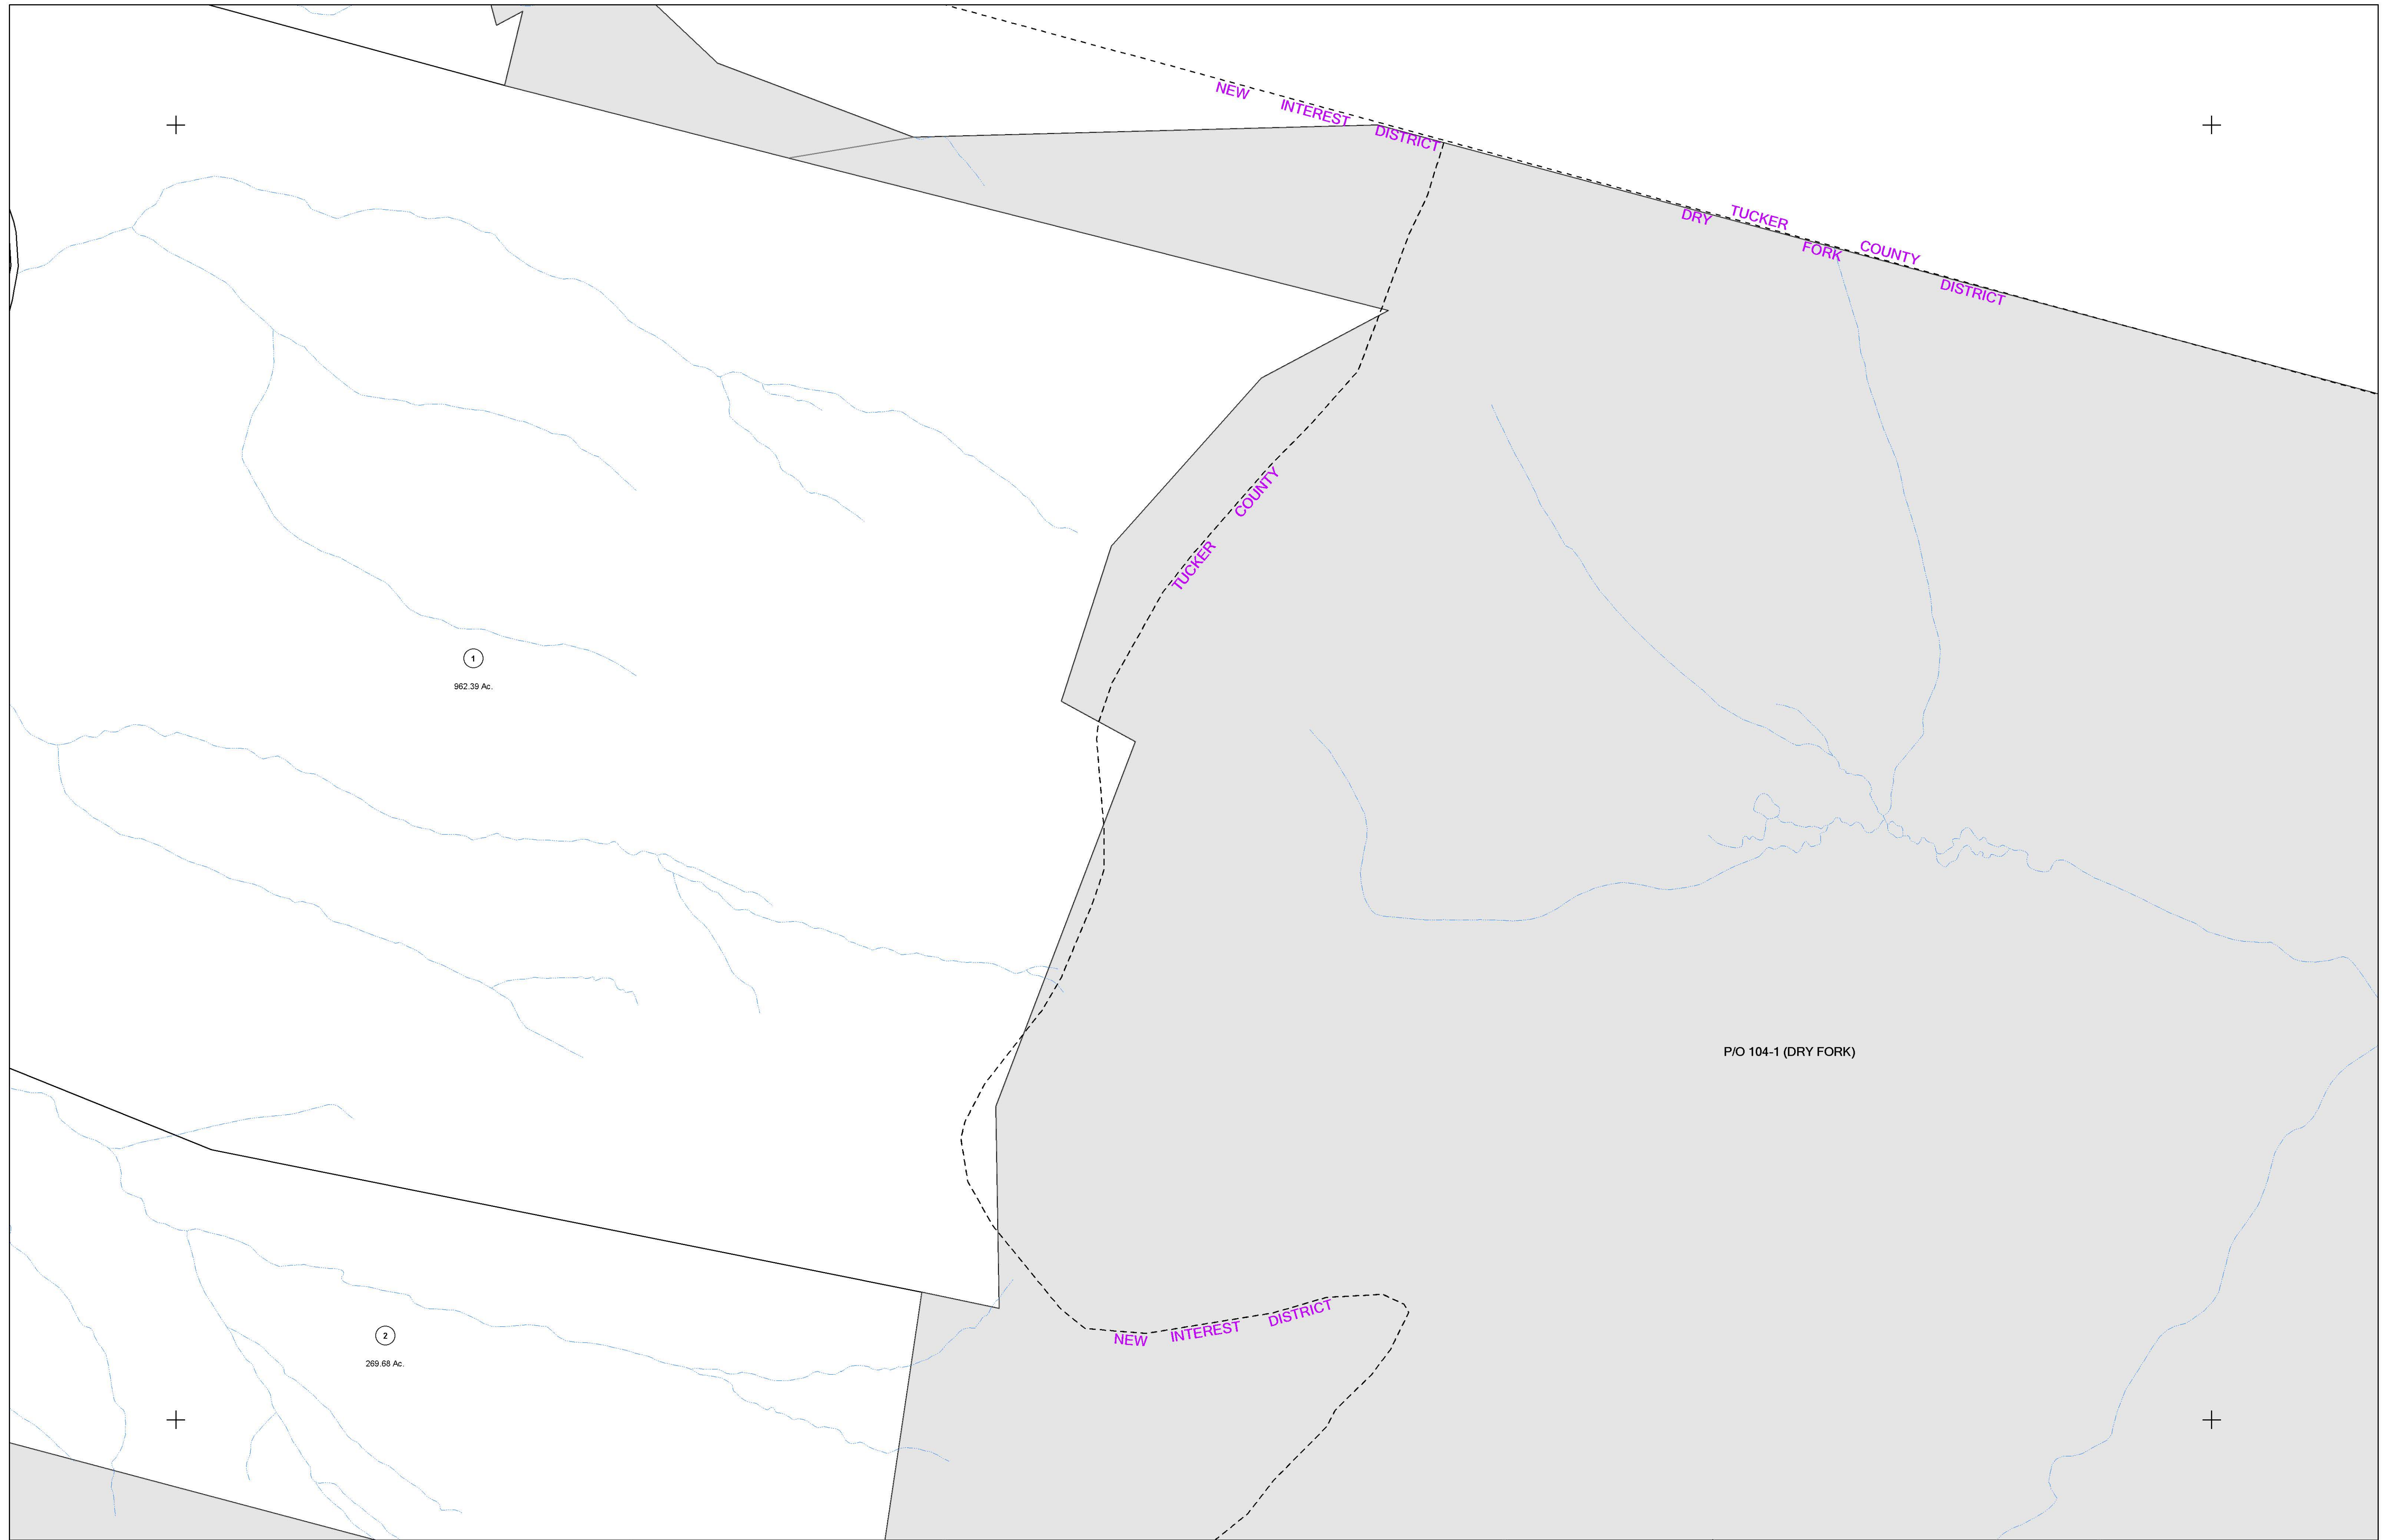 NEW INTEREST DISTRICT
TUCKER COUNTY
DRY FORK DISTRICT
TUCKER COUNTY
1
962.39 Ac.
P/O 104-1 (DRY FORK)
NEW INTEREST DISTRICT
2
269.68 Ac.